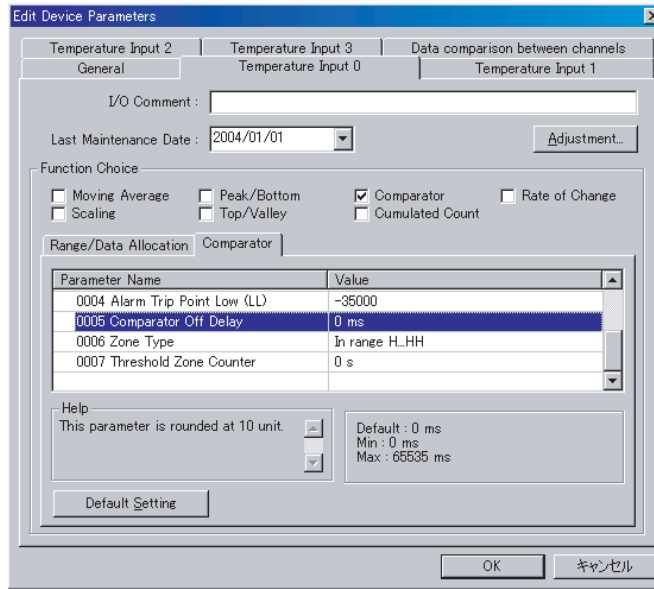 Edit Device Parameters
Temperature Input 2 Temperature Input 3 Data comparison between channels
General Temperature Input 0 Temperature Input 1
I/O Comment :
Last Maintenance Date : 2004/01/01 Adjustment...
Function Choice
Moving Average Peak/Bottom Comparator Rate of Change
Scaling Top/Valley Cumulated Count
Range/Data Allocation Comparator
Parameter Name Value
0004 Alarm Trip Point Low (LL) -35000
0005 Comparator Off Delay 0 ms
0006 Zone Type In range H...HH
0007 Threshold Zone Counter 0 s
Help
This parameter is rounded at 10 unit.
Default : 0 ms
Min : 0 ms
Max : 65535 ms
Default Setting
OK キャンセル